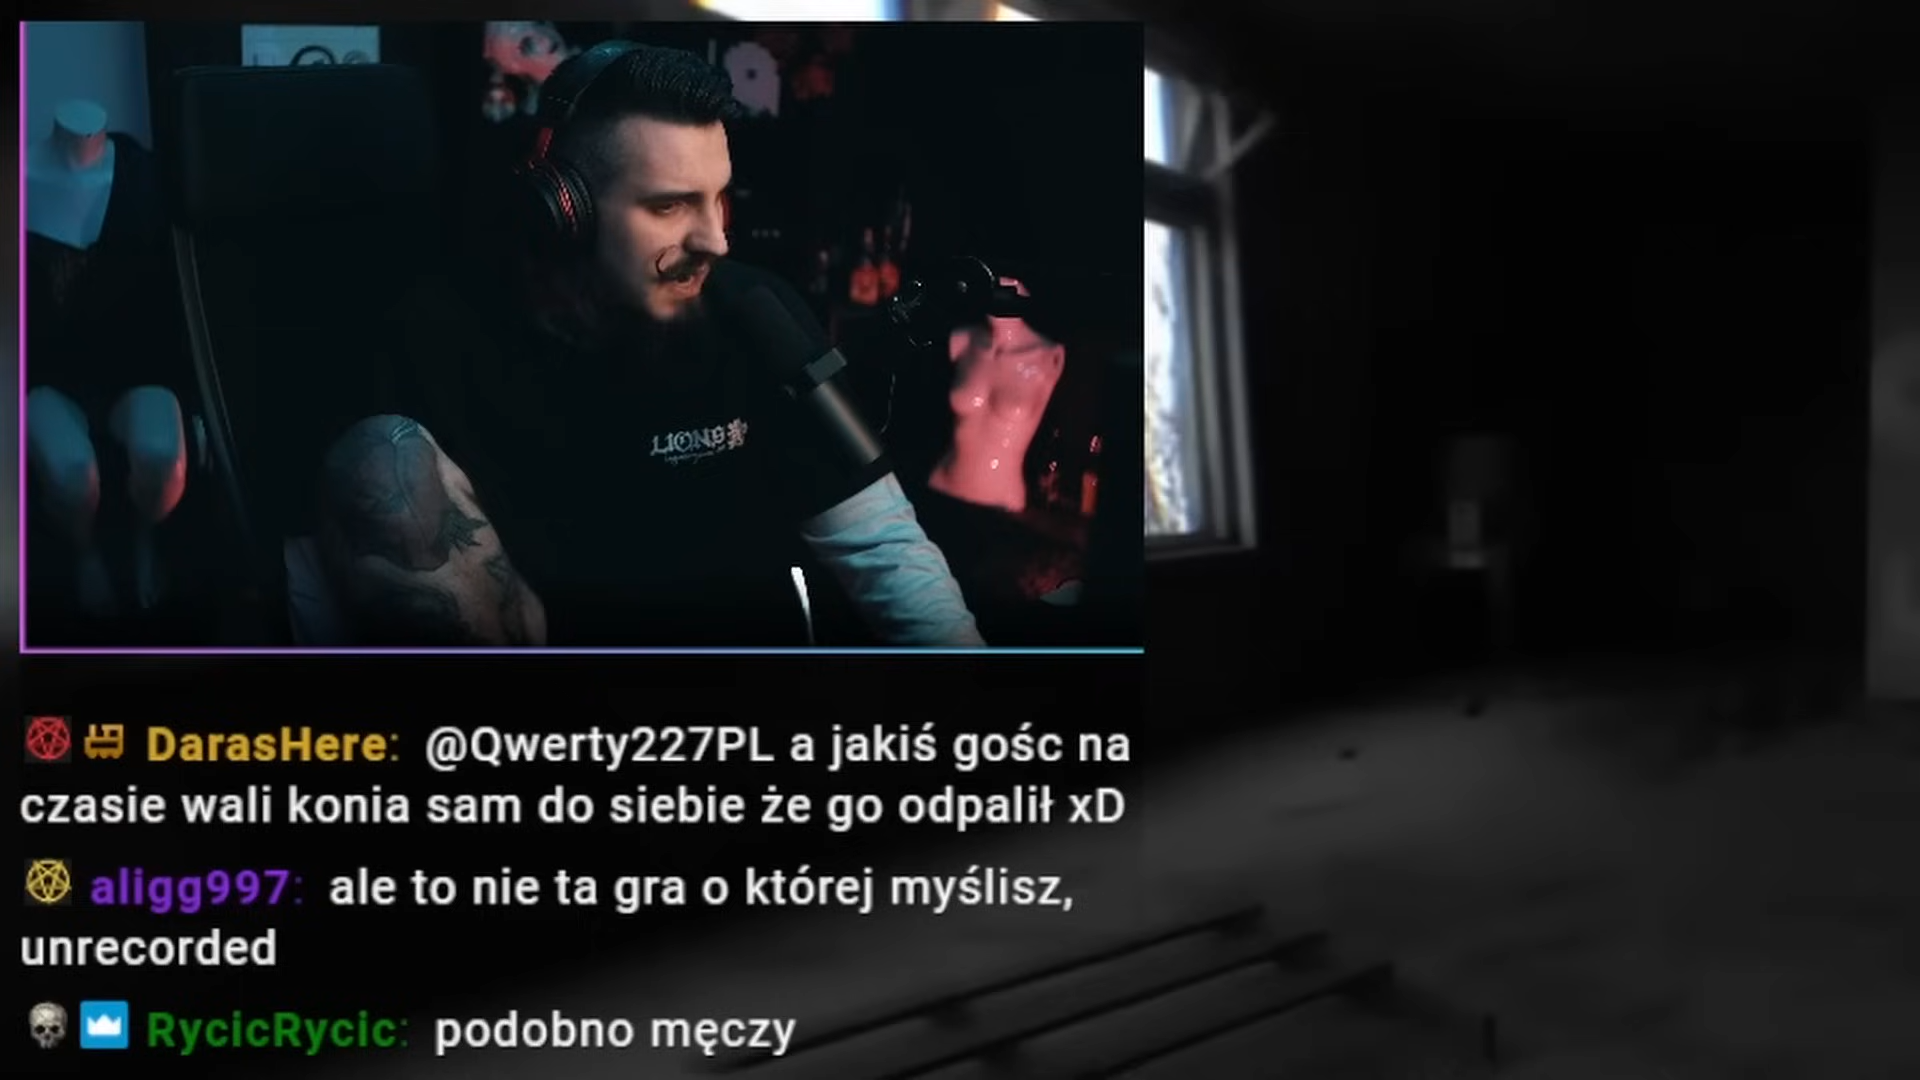 LIONS
DarasHere: @Qwerty227PL a jakiś gośc na
czasie wali konia sam do siebie że go odpalił xD
aligg997: ale to nie ta gra o której myślisz,
unrecorded
RycicRycic: podobno męczy